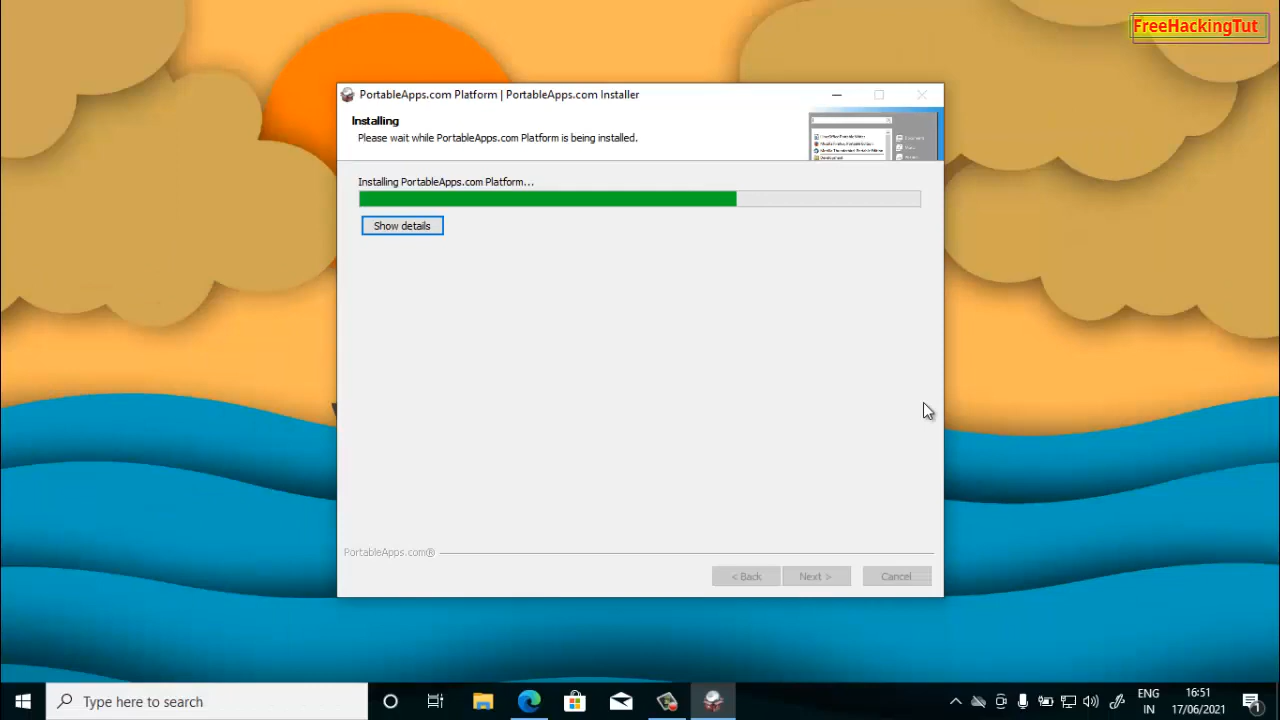 FreeHackingTut
PortableApps.com Platform | PortableApps.com Installer
Installing
Please wait while PortableApps.com Platform is being installed.
Installing PortableApps.com Platform...
Show details
PortableApps.com®
< Back
Next >
Cancel
Type here to search
ENG
IN
16:51
17/06/2021
1